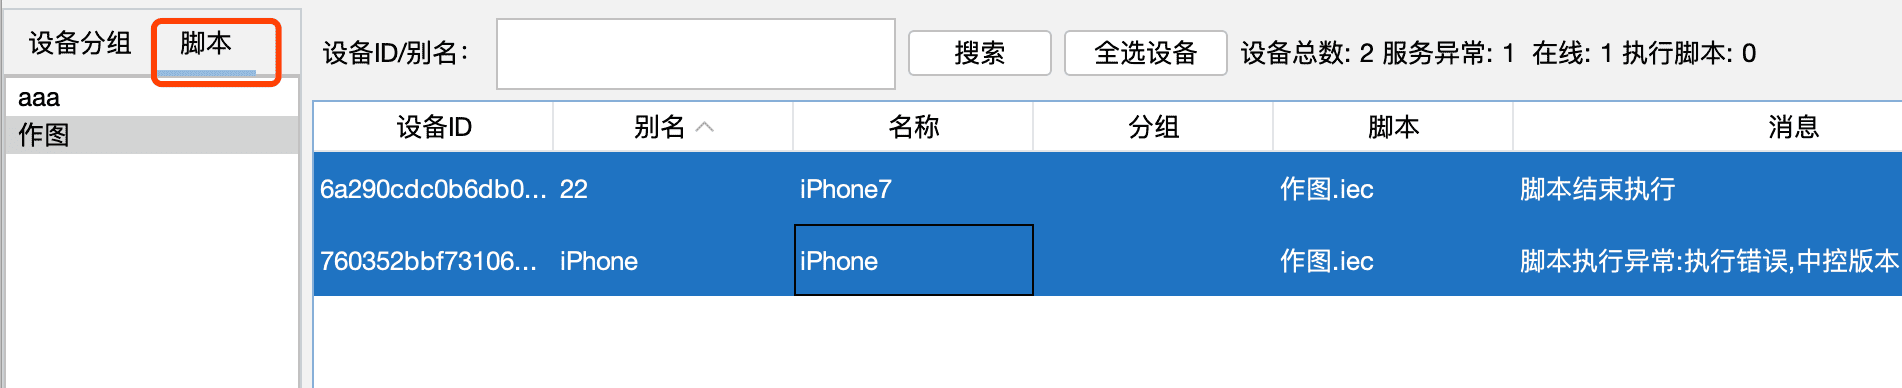 设备分组 脚本
aaa
作图
设备ID/别名: 搜索 全选设备 设备总数: 2 服务异常: 1 在线: 1 执行脚本: 0
设备ID 别名 名称 分组 脚本 消息
6a290cdc0b6db0... 22 iPhone7 作图.iec 脚本结束执行
760352bbf73106... iPhone iPhone 作图.iec 脚本执行异常:执行错误,中控版本